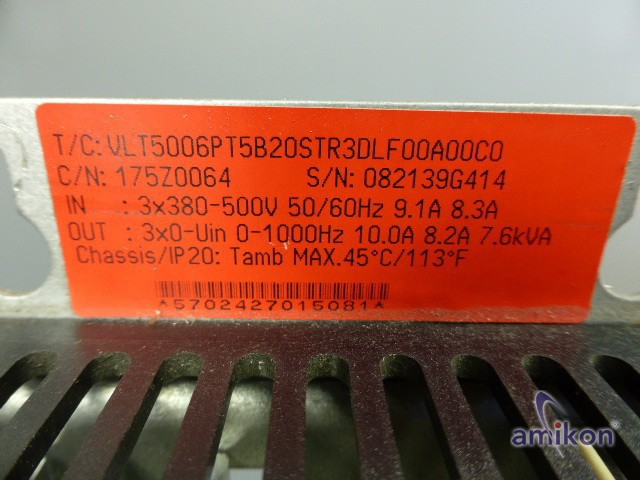 T/C: VLT5006PT5B20STR3DLF00A00C0
C/N: 175Z0064 S/N: 082139G414
IN : 3x380-500V 50/60Hz 9.1A 8.3A
OUT : 3x0-Uin 0-1000Hz 10.0A 8.2A 7.6kVA
Chassis/IP20: Tamb MAX.45°C/113°F
*5702427015081*
amikon